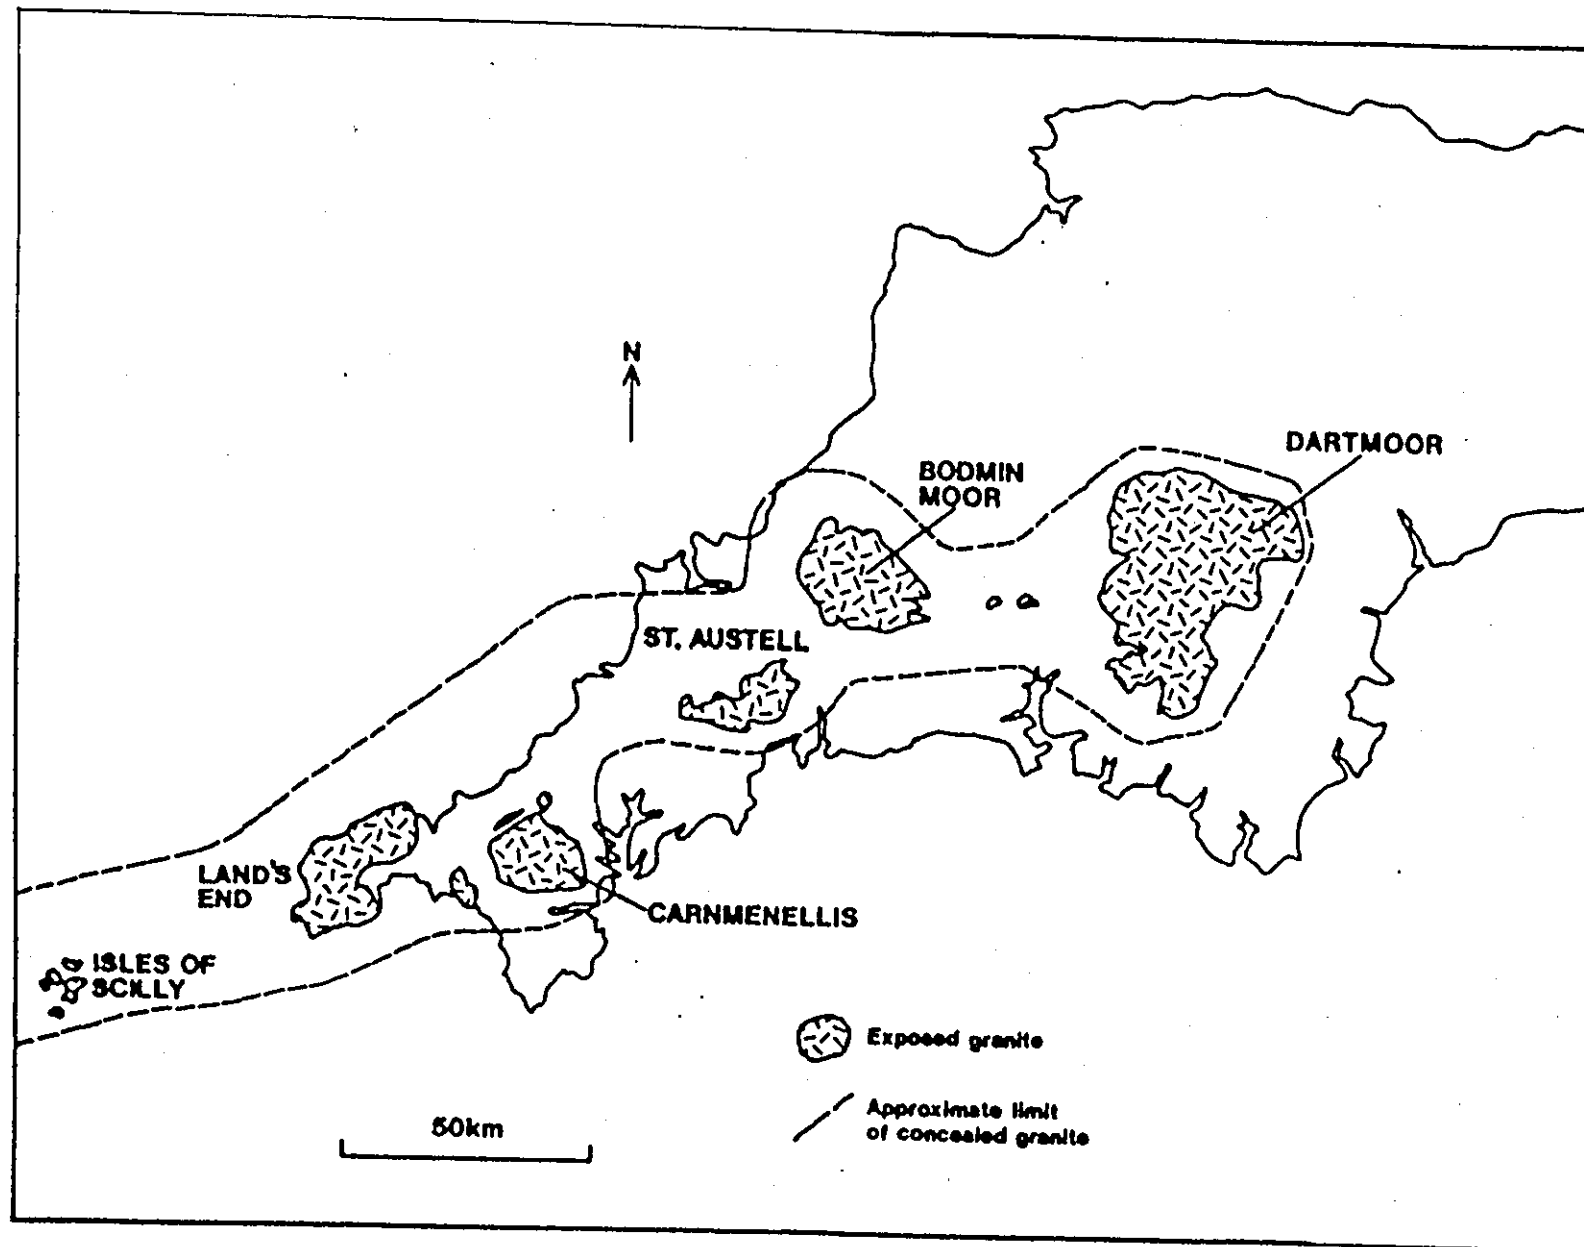 N
DARTMOOR
BODMIN
MOOR
ST. AUSTELL
LAND'S
END
CARNMENELLIS
ISLES OF
SCILLY
Exposed granite
Approximate limit
of concealed granite
50km